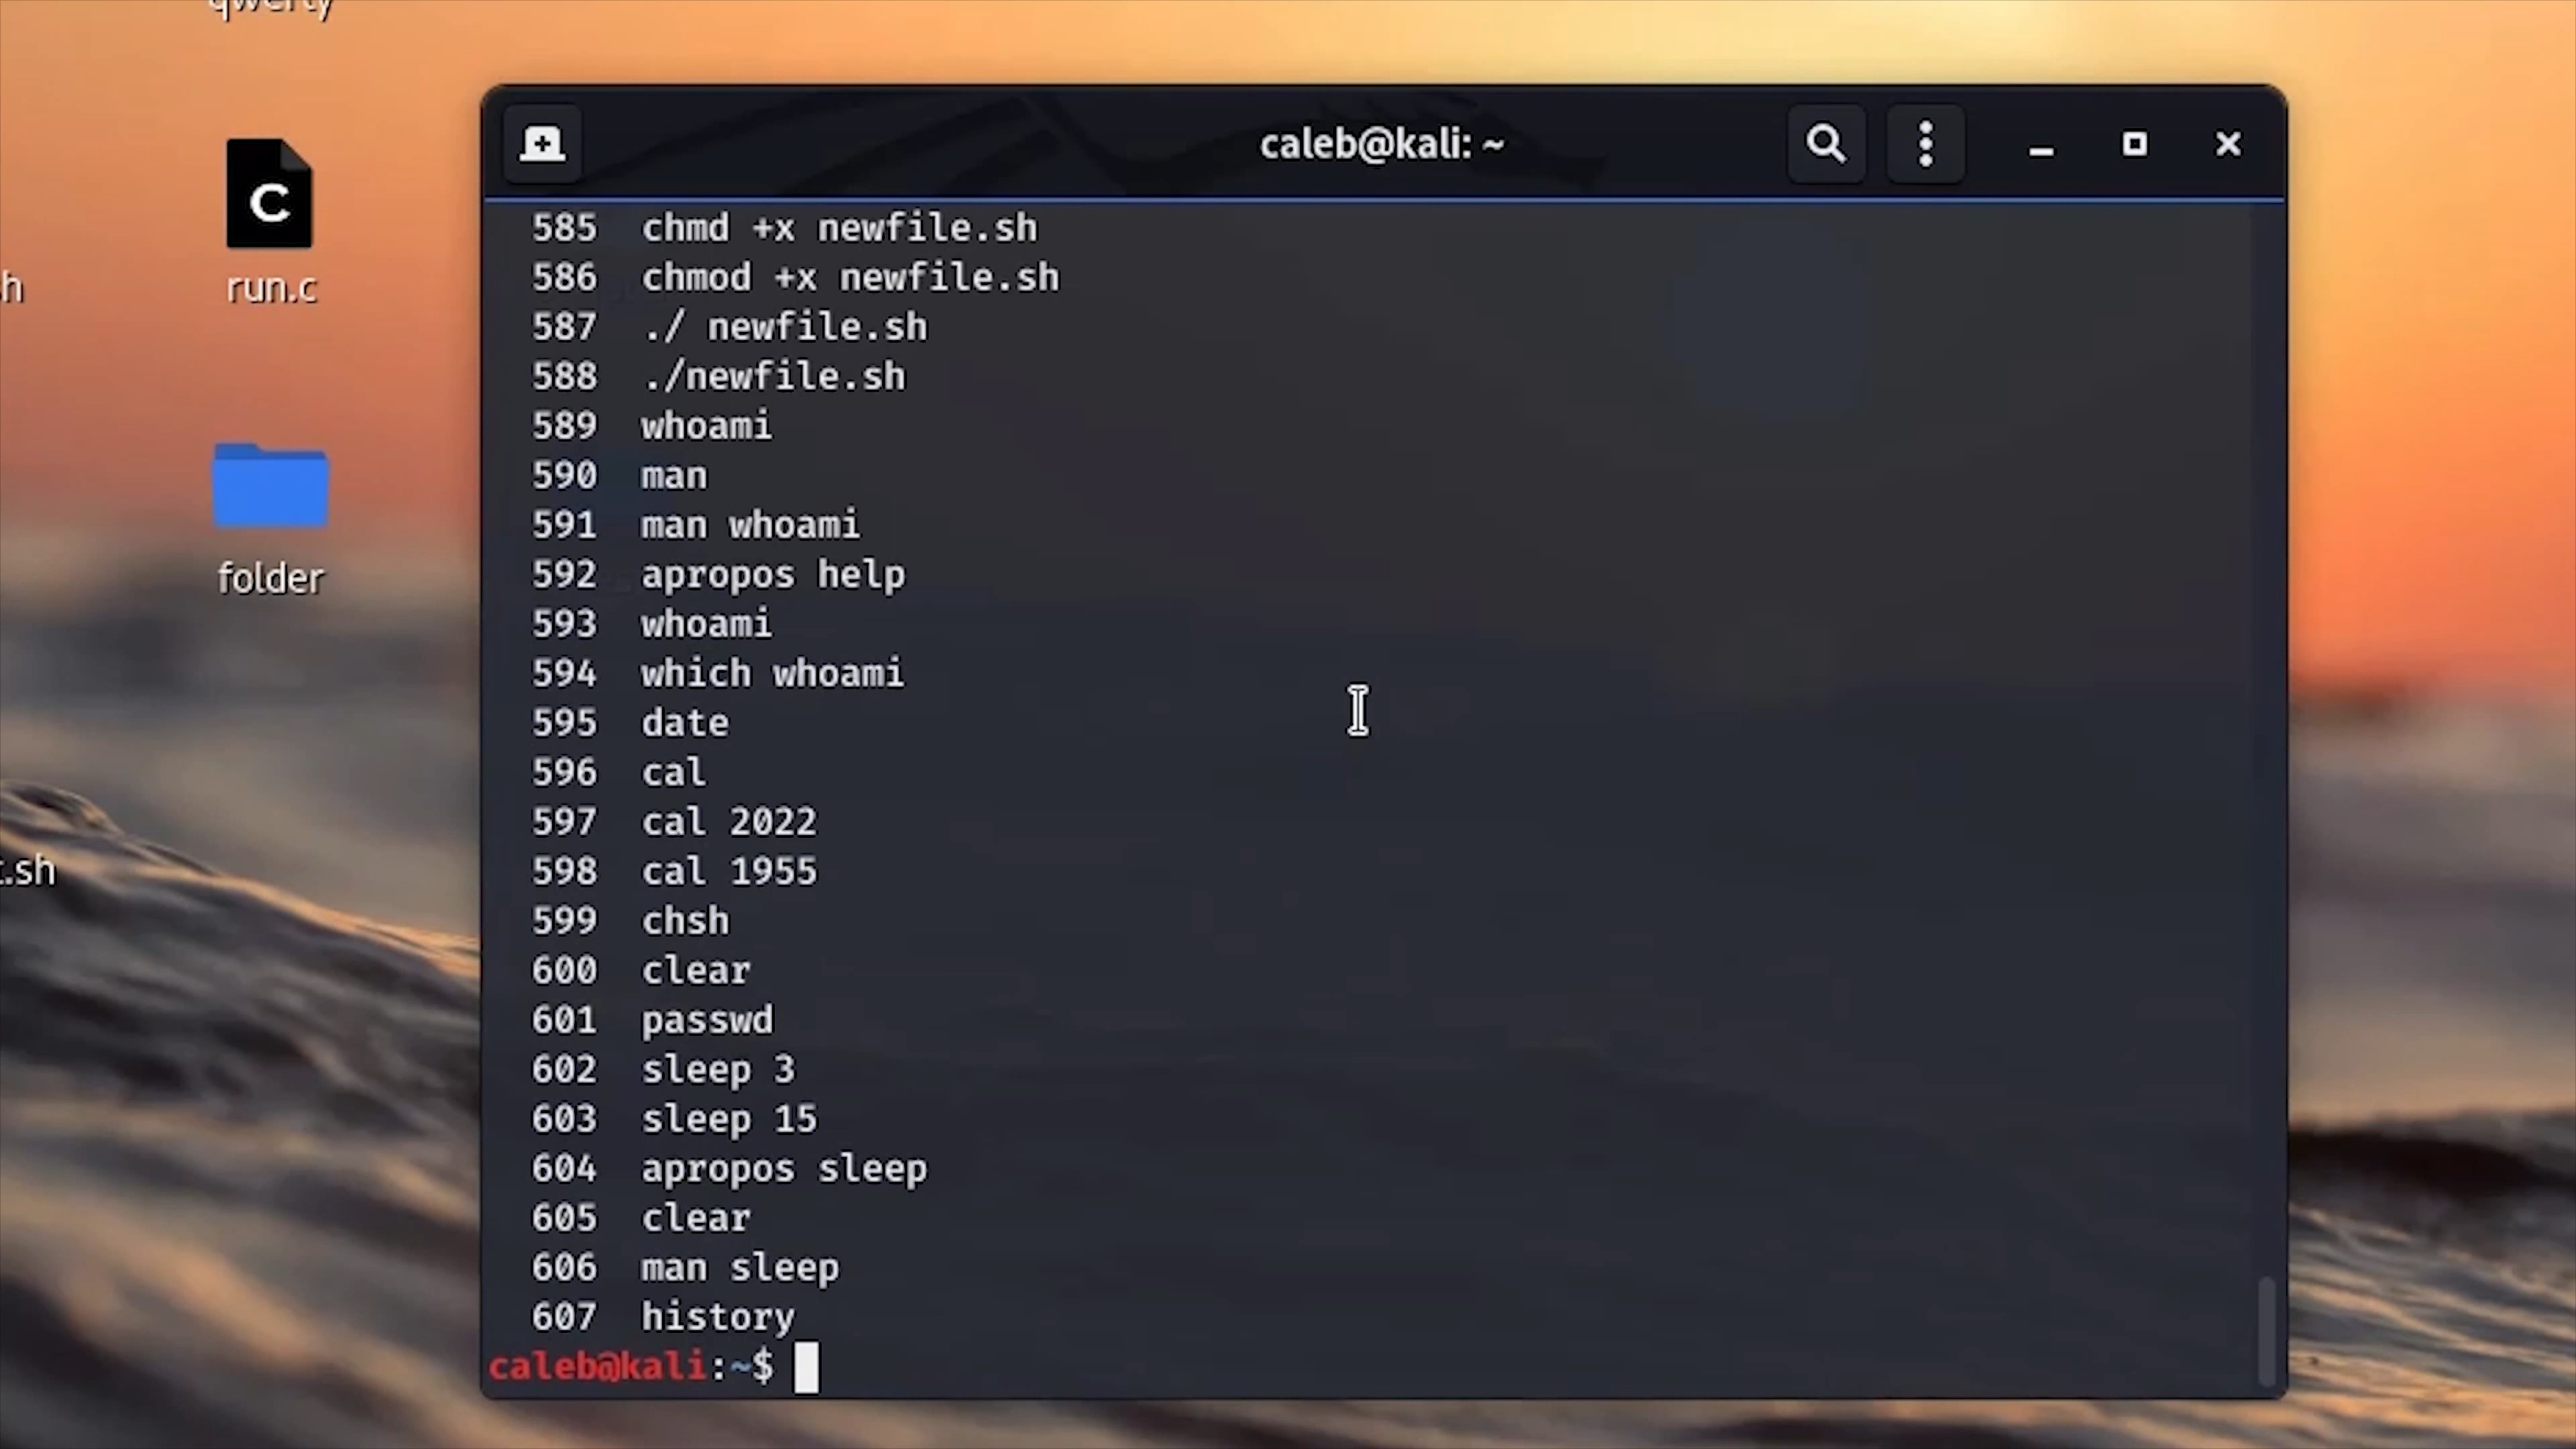 qwerty
C
run.c
folder
h
.sh
caleb@kali: ~
585 chmd +x newfile.sh
586 chmod +x newfile.sh
587 ./ newfile.sh
588 ./newfile.sh
589 whoami
590 man
591 man whoami
592 apropos help
593 whoami
594 which whoami
595 date
596 cal
597 cal 2022
598 cal 1955
599 chsh
600 clear
601 passwd
602 sleep 3
603 sleep 15
604 apropos sleep
605 clear
606 man sleep
607 history
caleb@kali:~$